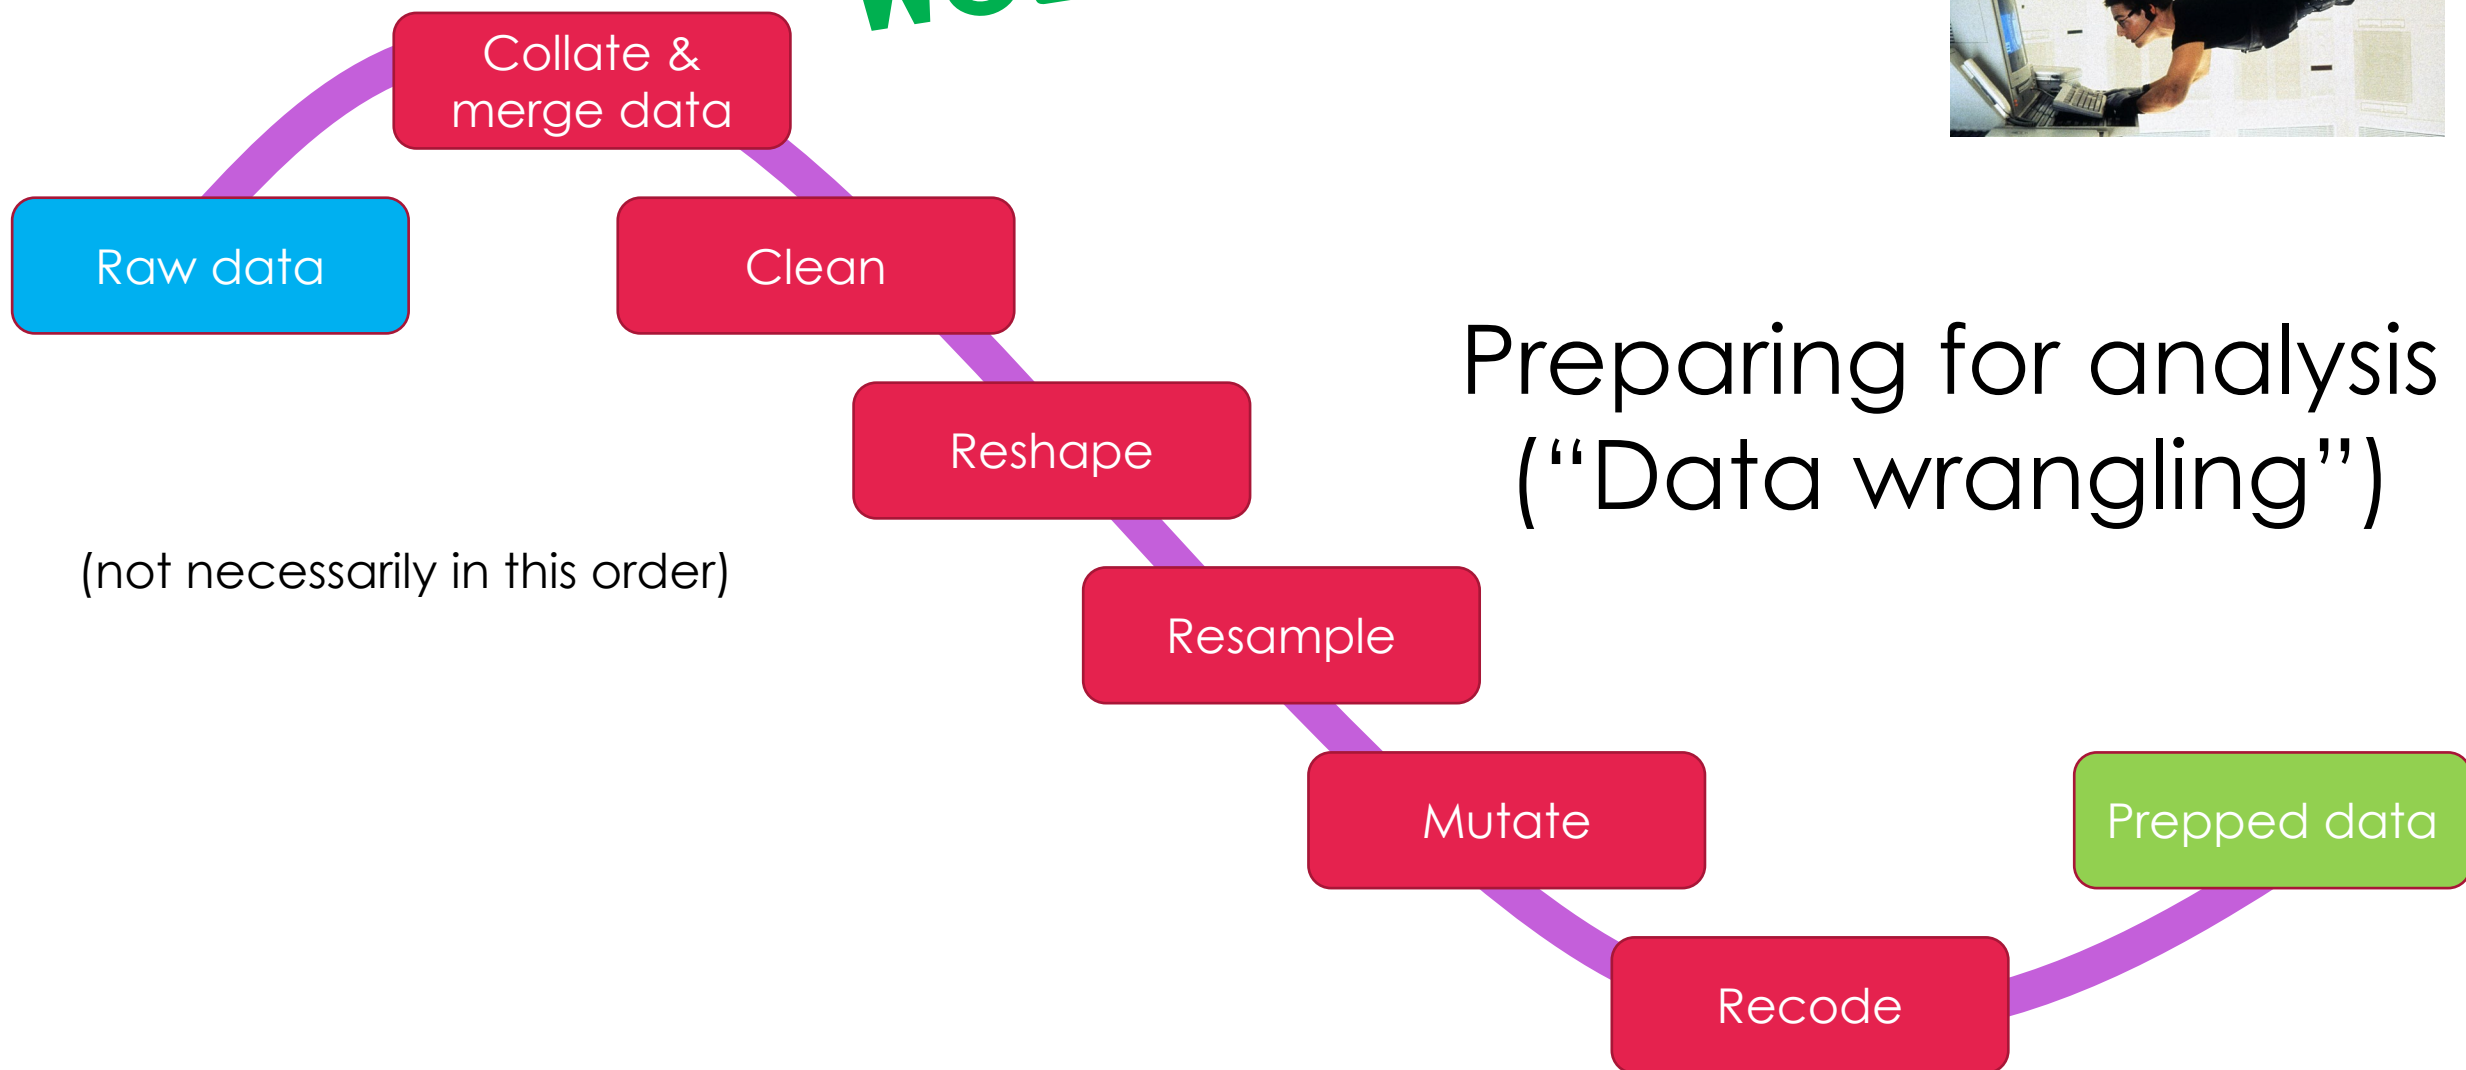 Collate &
merge data
Raw data
Clean
Reshape
Preparing for analysis
(“Data wrangling”)
(not necessarily in this order)
Resample
Mutate
Prepped data
Recode